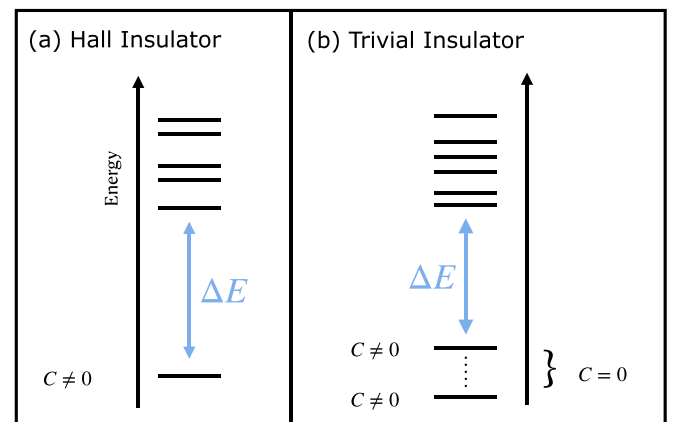 (a) Hall Insulator
Energy
ΔE
C ≠ 0
(b) Trivial Insulator
ΔE
C ≠ 0
C ≠ 0
} C = 0